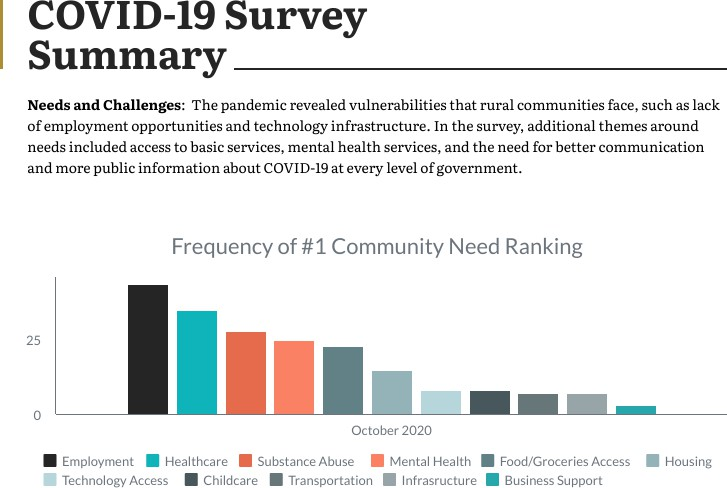 COVID-19 Survey
Summary
Needs and Challenges:  The pandemic revealed vulnerabilities that rural communities face, such as lack
of employment opportunities and technology infrastructure. In the survey, additional themes around
needs included access to basic services, mental health services, and the need for better communication
and more public information about COVID-19 at every level of government.
Frequency of #1 Community Need Ranking
25
0
October 2020
Employment Healthcare Substance Abuse Mental Health Food/Groceries Access Housing
Technology Access Childcare Transportation Infrasructure Business Support